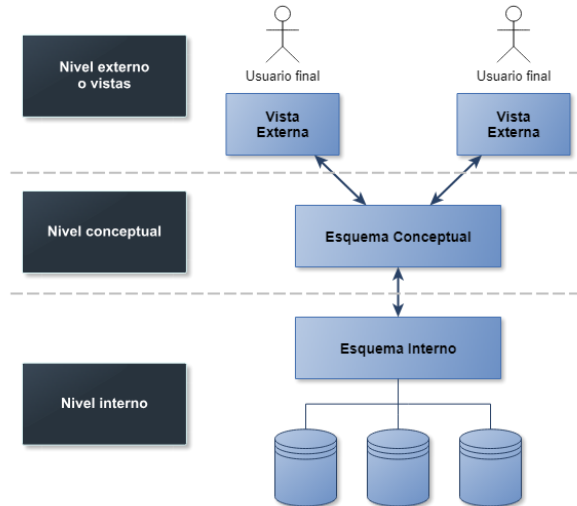 Nivel externo
o vistas
Usuario final
Usuario final
Vista
Externa
Vista
Externa
Nivel conceptual
Esquema Conceptual
Esquema Interno
Nivel interno